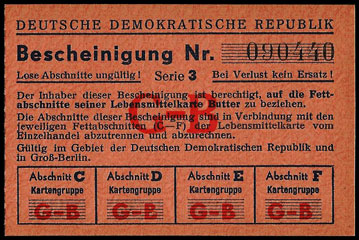 DEUTSCHE DEMOKRATISCHE REPUBLIK
Bescheinigung Nr. 090440
Lose Abschnitte ungültig! Serie 3 Bei Verlust kein Ersatz!
Der Inhaber dieser Bescheinigung ist berechtigt, auf die Fett-
abschnitte seiner Lebensmittelkarte Butter zu beziehen.
G-B
Die Abschnitte dieser Bescheinigung sind in Verbindung mit den
jeweiligen Fettabschnitten (C—F) der Lebensmittelkarte vom
Einzelhandel abzutrennen und abzurechnen.
Gültig im Gebiet der Deutschen Demokratischen Republik und
in Groß-Berlin.
Abschnitt C Abschnitt D Abschnitt E Abschnitt F
Kartengruppe Kartengruppe Kartengruppe Kartengruppe
G-B G-B G-B G-B